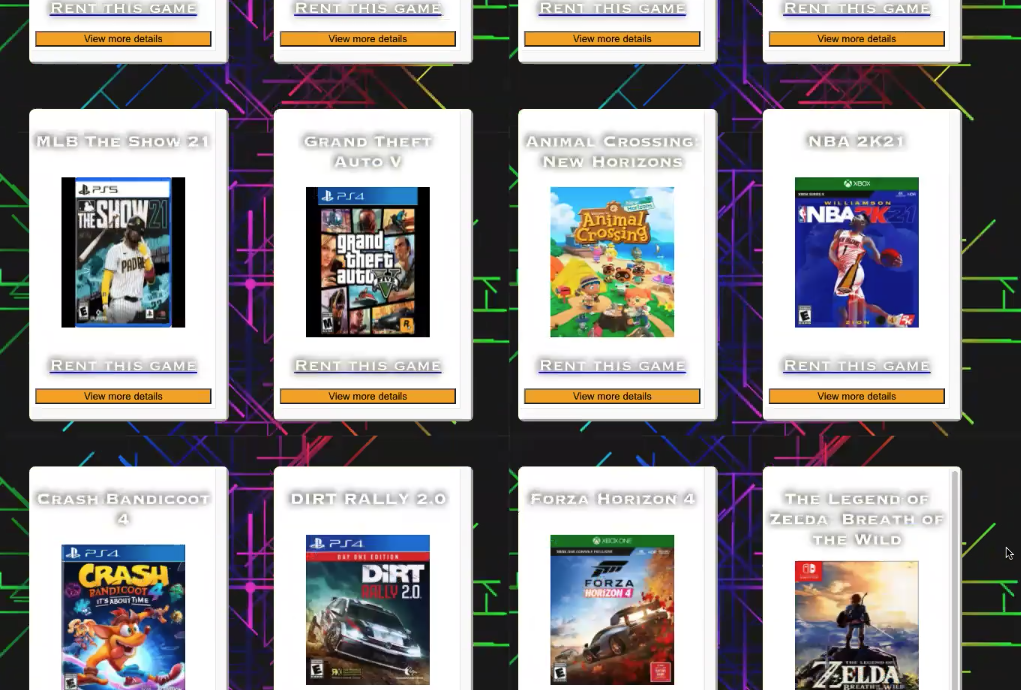 Rent this game
Rent this game
Rent this game
Rent this game
View more details
View more details
View more details
View more details
MLB The Show 21
Grand Theft
Auto V
Animal Crossing:
New Horizons
NBA 2K21
PS5
THE SHOW 21
PADRES
E
PS4
grand
theft
auto V
M
R
Animal
Crossing
New Horizons
XBOX
WILLIAMSON
NBA 2K21
E
ZION
2K
Rent this game
Rent this game
Rent this game
Rent this game
View more details
View more details
View more details
View more details
Crash Bandicoot
4
DIRT RALLY 2.0
Forza Horizon 4
The Legend of
Zelda Breath of
the Wild
PS4
CRASH
BANDICOOT 4
IT'S ABOUT TIME
E
PS4
DAY ONE EDITION
DiRT
RALLY 2.0
E
XBOX ONE
FORZA
HORIZON 4
E
THE LEGEND OF
ZELDA
BREATH OF THE WILD